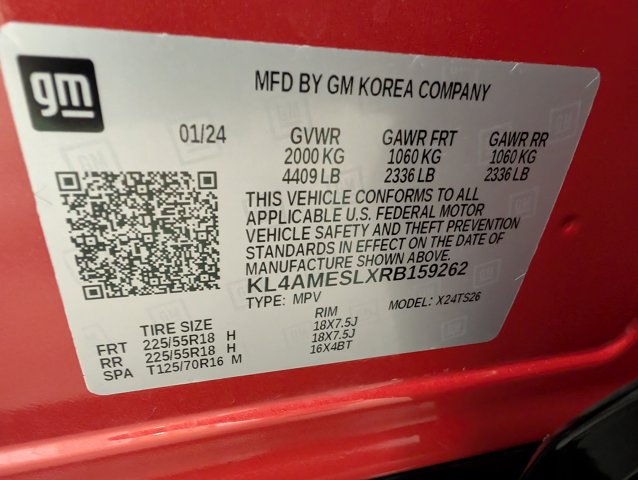 gm
MFD BY GM KOREA COMPANY
01/24 GVWR GAWR FRT GAWR RR
2000 KG 1060 KG 1060 KG
4409 LB 2336 LB 2336 LB
THIS VEHICLE CONFORMS TO ALL
APPLICABLE U.S. FEDERAL MOTOR
VEHICLE SAFETY AND THEFT PREVENTION
STANDARDS IN EFFECT ON THE DATE OF
MANUFACTURE SHOWN ABOVE.
KL4AMESLXRB159262
TYPE: MPV MODEL: X24TS26
TIRE SIZE RIM
FRT 225/55R18 H 18X7.5J
RR 225/55R18 H 18X7.5J
SPA T125/70R16 M 16X4BT